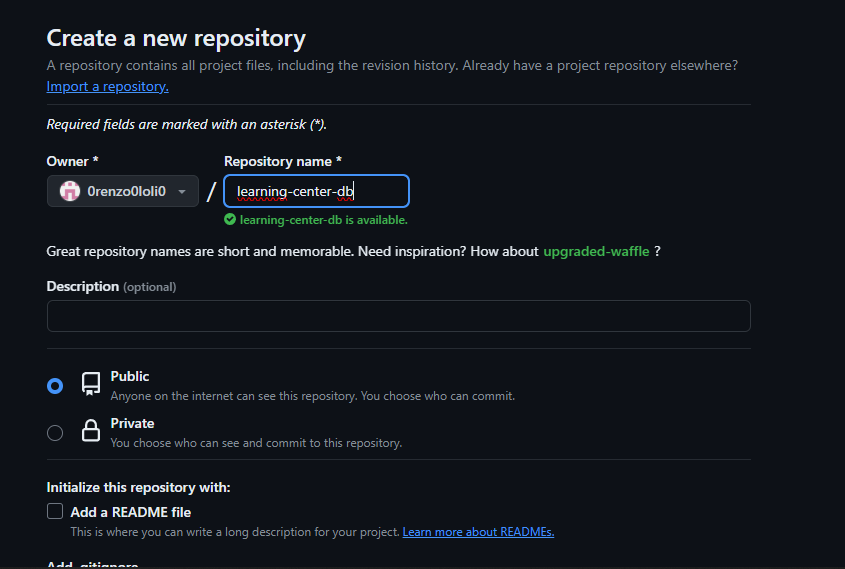 Create a new repository
A repository contains all project files, including the revision history. Already have a project repository elsewhere?
Import a repository.
Required fields are marked with an asterisk (*).
Owner * Repository name *
0renzo0loli0 / learning-center-db
learning-center-db is available.
Great repository names are short and memorable. Need inspiration? How about upgraded-waffle ?
Description (optional)
Public
Anyone on the internet can see this repository. You choose who can commit.
Private
You choose who can see and commit to this repository.
Initialize this repository with:
Add a README file
This is where you can write a long description for your project. Learn more about READMEs.
Add .gitignore